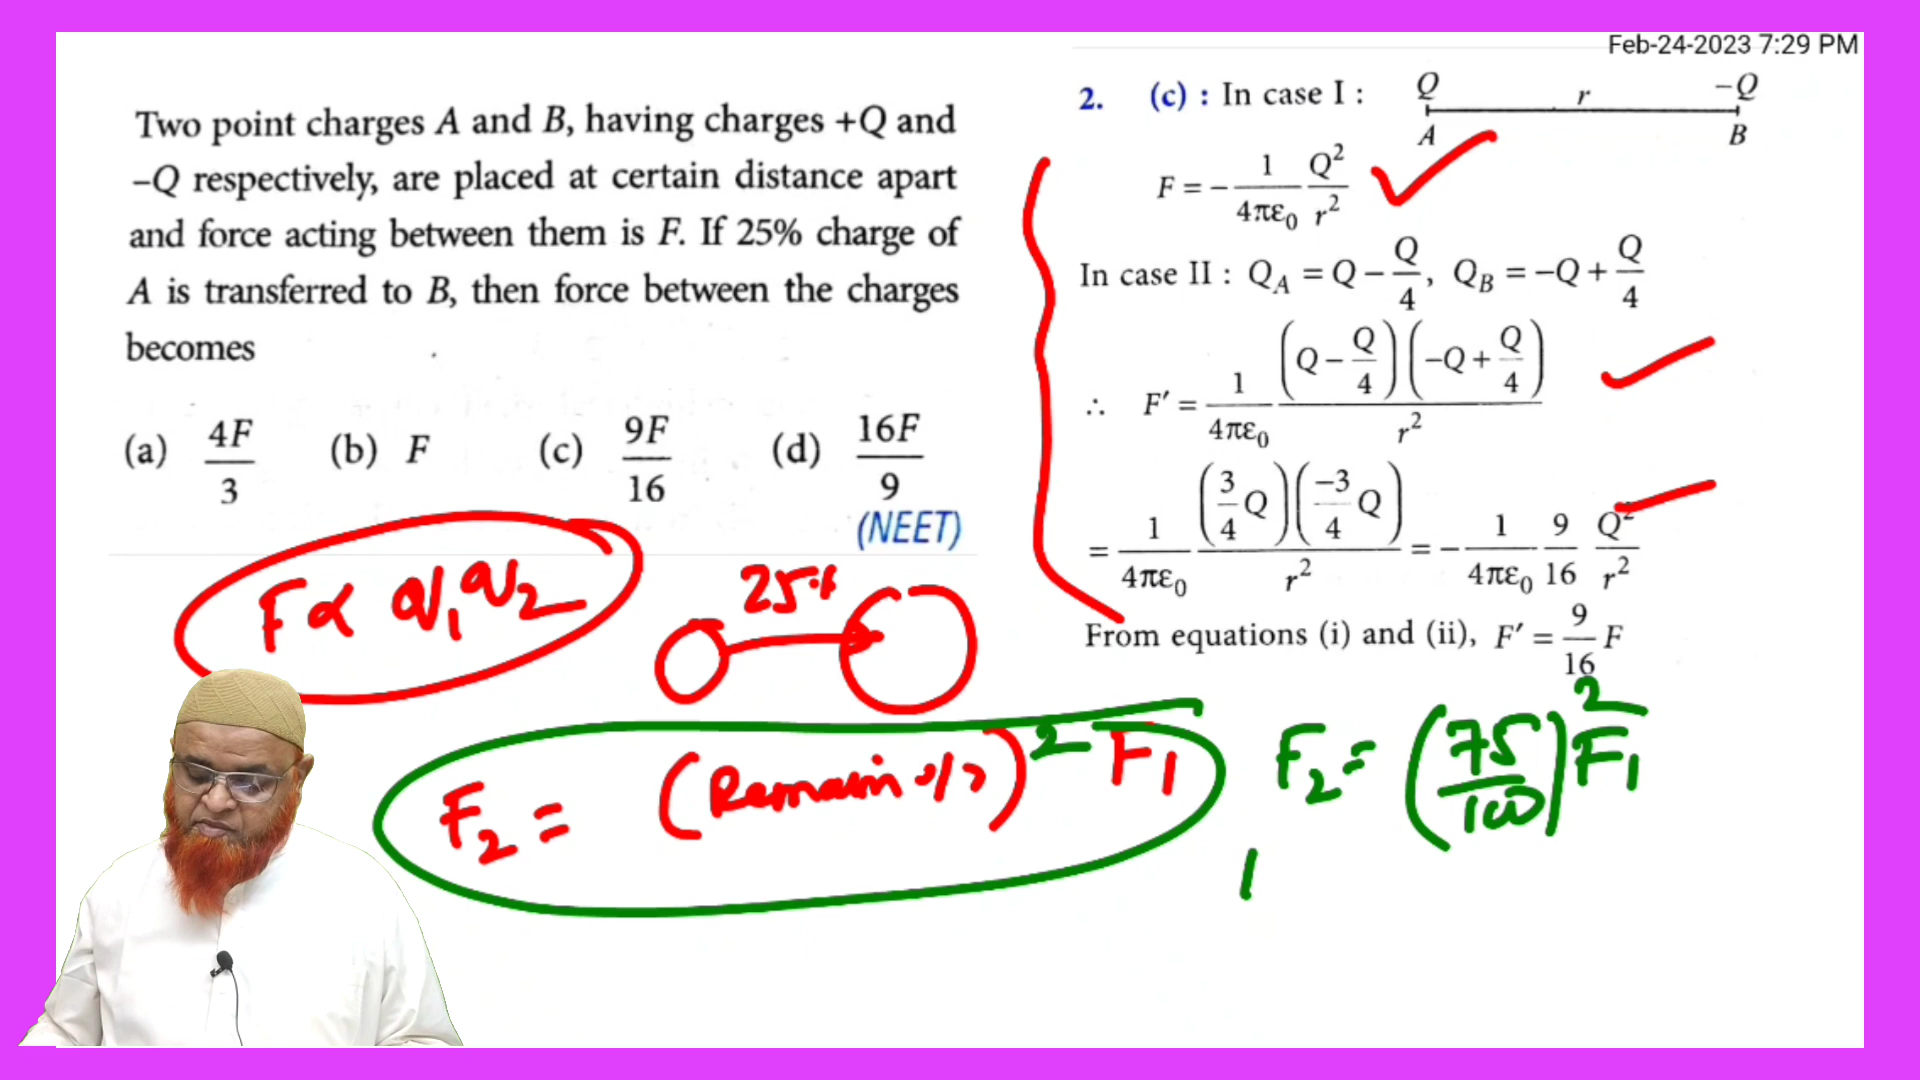 Feb-24-2023 7:29 PM
Two point charges A and B, having charges +Q and
–Q respectively, are placed at certain distance apart
and force acting between them is F. If 25% charge of
A is transferred to B, then force between the charges
becomes
(a) 4F/3 (b) F (c) 9F/16 (d) 16F/9
(NEET)
F ∝ q₁q₂
25%
F₂ = (Remain %)² F₁
2. (c) : In case I : Q r –Q
A B
F = – 1/4πε₀ Q²/r²
In case II : Q_A = Q – Q/4, Q_B = –Q + Q/4
∴ F′ = 1/4πε₀ (Q – Q/4)(–Q + Q/4)/r²
= 1/4πε₀ (3/4 Q)(–3/4 Q)/r² = – 1/4πε₀ 9/16 Q²/r²
From equations (i) and (ii), F′ = 9/16 F
F₂ = (75/100)² F₁